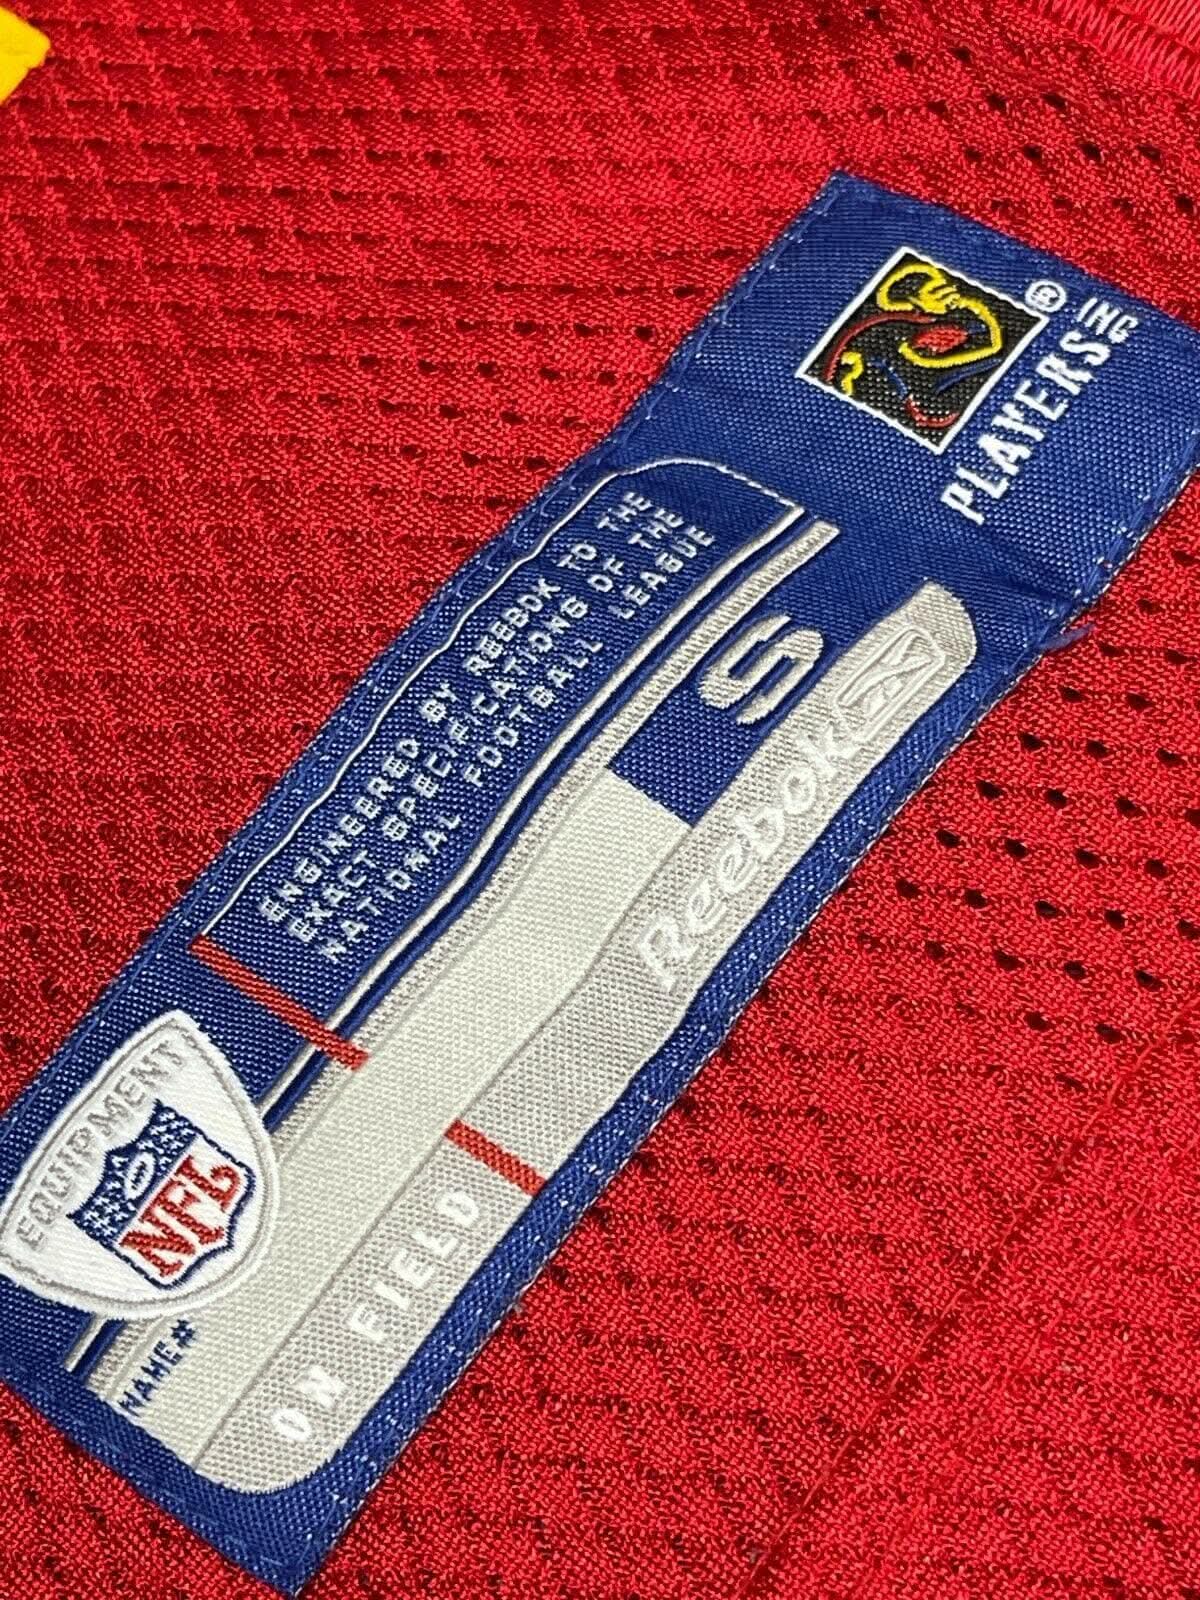 PLAYERS INC
®
ENGINEERED BY REEBOK TO THE
EXACT SPECIFICATIONS OF THE
NATIONAL FOOTBALL LEAGUE
S
Reebok
EQUIPMENT
NFL
NAME#
ON FIELD